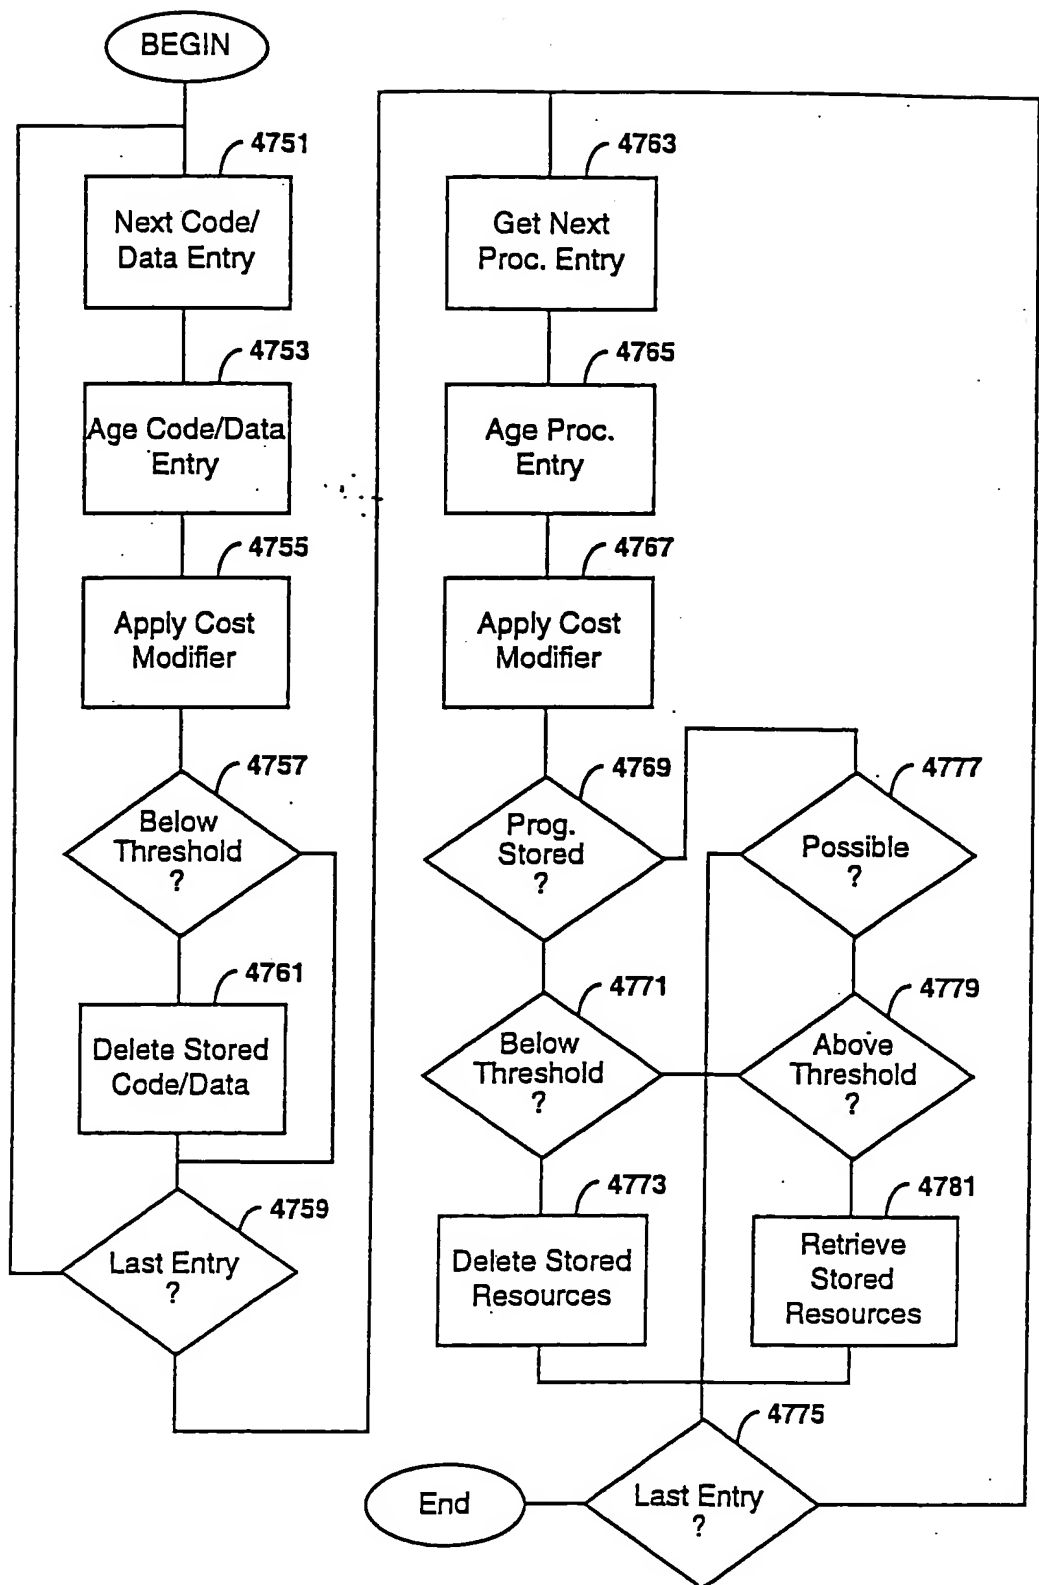 BEGIN
4751
Next Code/
Data Entry
4753
Age Code/Data
Entry
4755
Apply Cost
Modifier
4757
Below
Threshold
?
4761
Delete Stored
Code/Data
4759
Last Entry
?
4763
Get Next
Proc. Entry
4765
Age Proc.
Entry
4767
Apply Cost
Modifier
4769
Prog.
Stored
?
4777
Possible
?
4771
Below
Threshold
?
4779
Above
Threshold
?
4773
Delete Stored
Resources
4781
Retrieve
Stored
Resources
4775
Last Entry
?
End